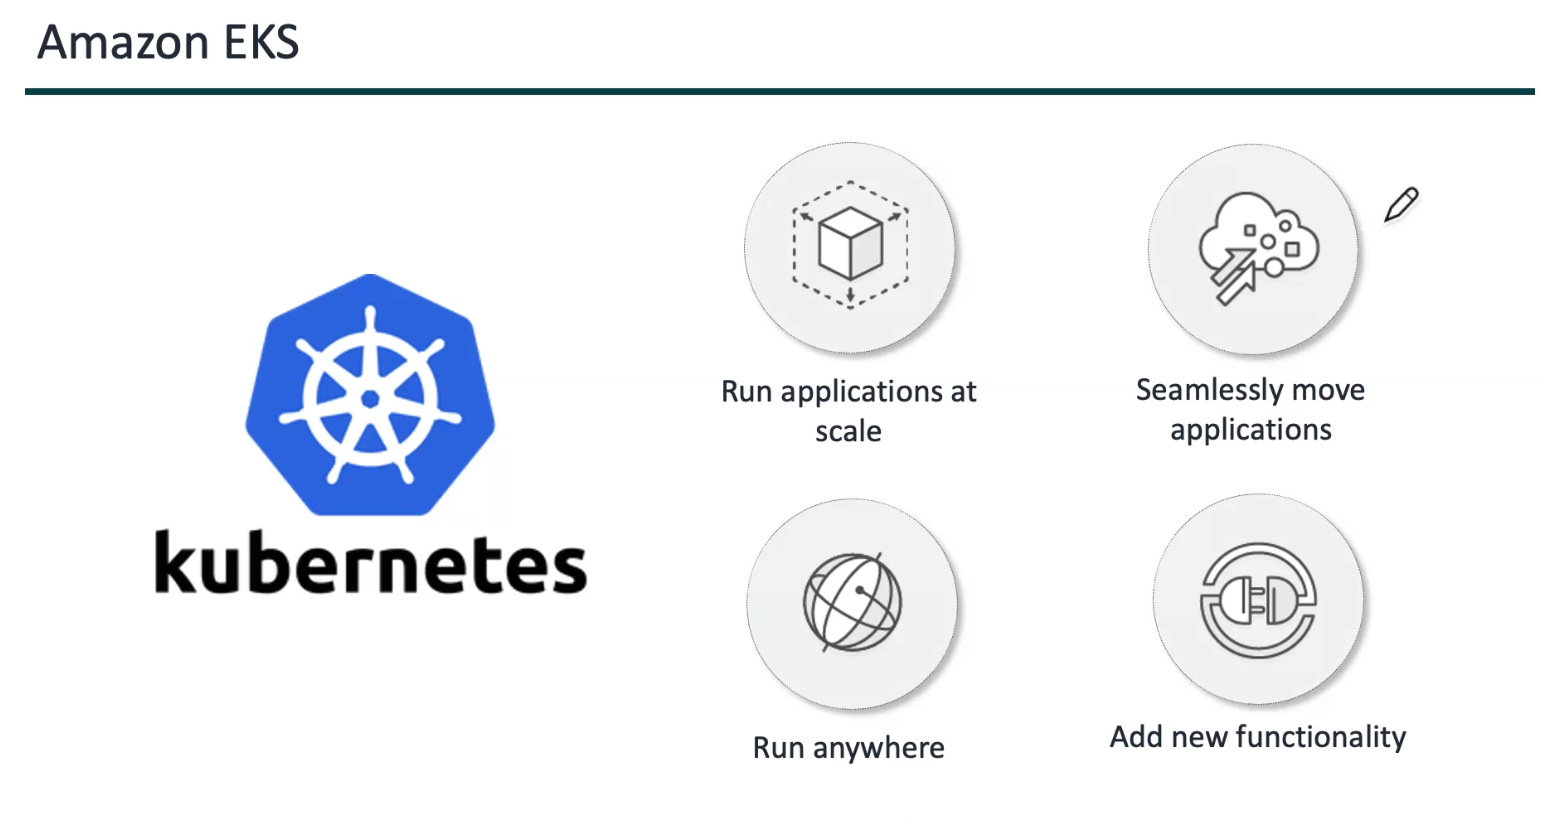 Amazon EKS
kubernetes
Run applications at
scale
Seamlessly move
applications
Run anywhere
Add new functionality